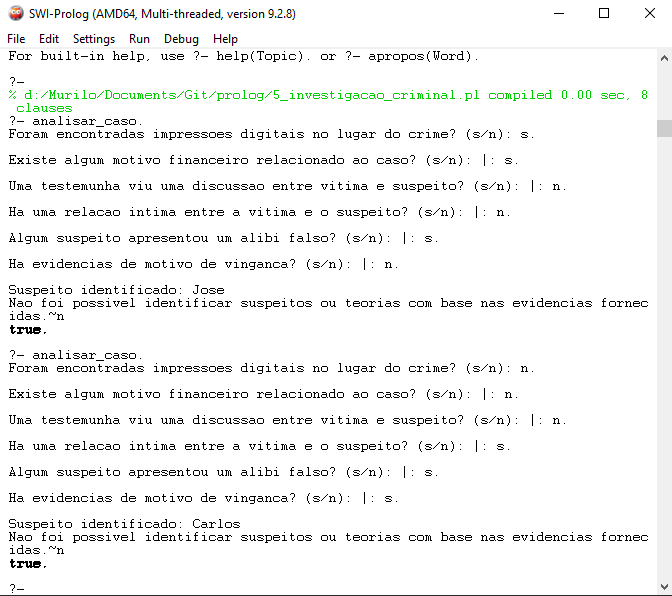 SWI-Prolog (AMD64, Multi-threaded, version 9.2.8)
File Edit Settings Run Debug Help
For built-in help, use ?- help(Topic). or ?- apropos(Word).
?-
% d:/Murilo/Documents/Git/prolog/5_investigacao_criminal.pl compiled 0.00 sec, 8
clauses
?- analisar_caso.
Foram encontradas impressoes digitais no lugar do crime? (s/n): s.
Existe algum motivo financeiro relacionado ao caso? (s/n): |: s.
Uma testemunha viu uma discussao entre vitima e suspeito? (s/n): |: n.
Ha uma relacao intima entre a vitima e o suspeito? (s/n): |: n.
Algum suspeito apresentou um alibi falso? (s/n): |: s.
Ha evidencias de motivo de vinganca? (s/n): |: n.
Suspeito identificado: Jose
Nao foi possivel identificar suspeitos ou teorias com base nas evidencias fornec
idas.~n
true.
?- analisar_caso.
Foram encontradas impressoes digitais no lugar do crime? (s/n): n.
Existe algum motivo financeiro relacionado ao caso? (s/n): |: n.
Uma testemunha viu uma discussao entre vitima e suspeito? (s/n): |: n.
Ha uma relacao intima entre a vitima e o suspeito? (s/n): |: s.
Algum suspeito apresentou um alibi falso? (s/n): |: s.
Ha evidencias de motivo de vinganca? (s/n): |: s.
Suspeito identificado: Carlos
Nao foi possivel identificar suspeitos ou teorias com base nas evidencias fornec
idas.~n
true.
?-